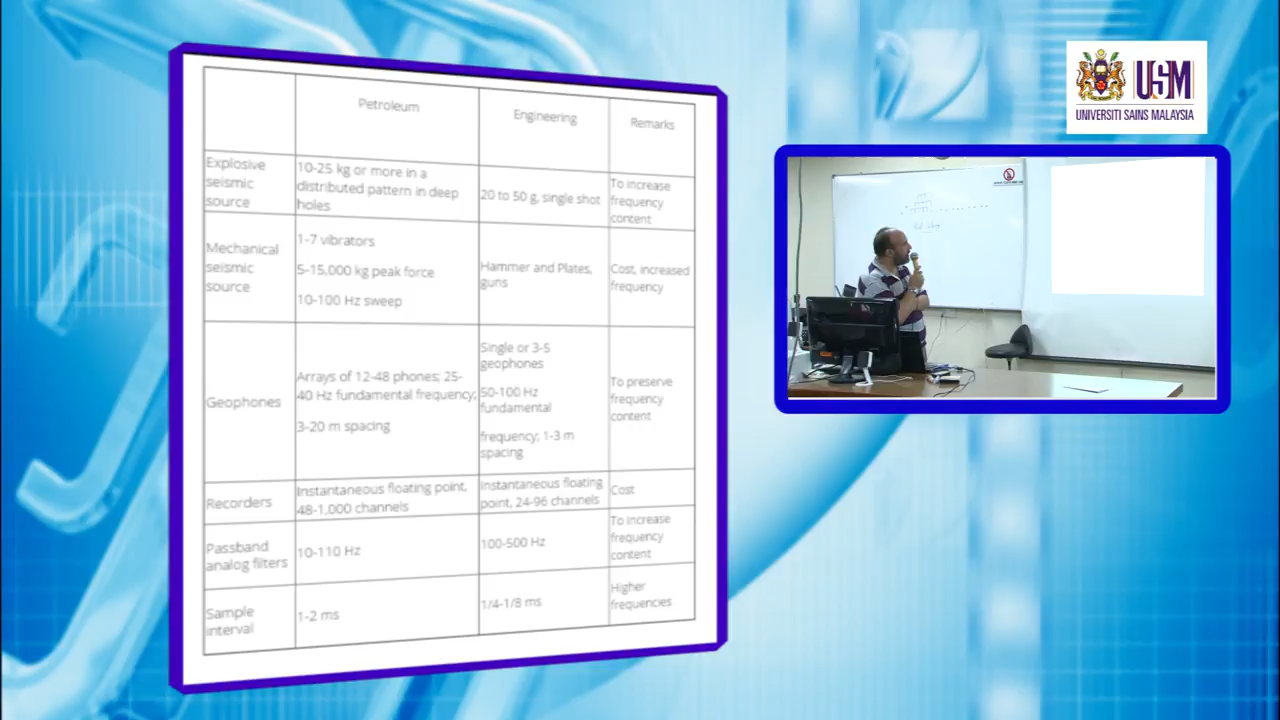 Petroleum
Engineering
Remarks
Explosive
seismic
source
10-25 kg or more in a
distributed pattern in deep
holes
20 to 50 g, single shot
To increase
frequency
content
Mechanical
seismic
source
1-7 vibrators
5-15,000 kg peak force
10-100 Hz sweep
Hammer and Plates,
guns
Cost, increased
frequency
Geophones
Arrays of 12-48 phones; 25-
40 Hz fundamental frequency;
3-20 m spacing
Single or 3-5
geophones
50-100 Hz
fundamental
frequency; 1-3 m
spacing
To preserve
frequency
content
Recorders
Instantaneous floating point,
48-1,000 channels
Instantaneous floating
point, 24-96 channels
Cost
Passband
analog filters
10-110 Hz
100-500 Hz
To increase
frequency
content
Sample
interval
1-2 ms
1/4-1/8 ms
Higher
frequencies
USM
UNIVERSITI SAINS MALAYSIA